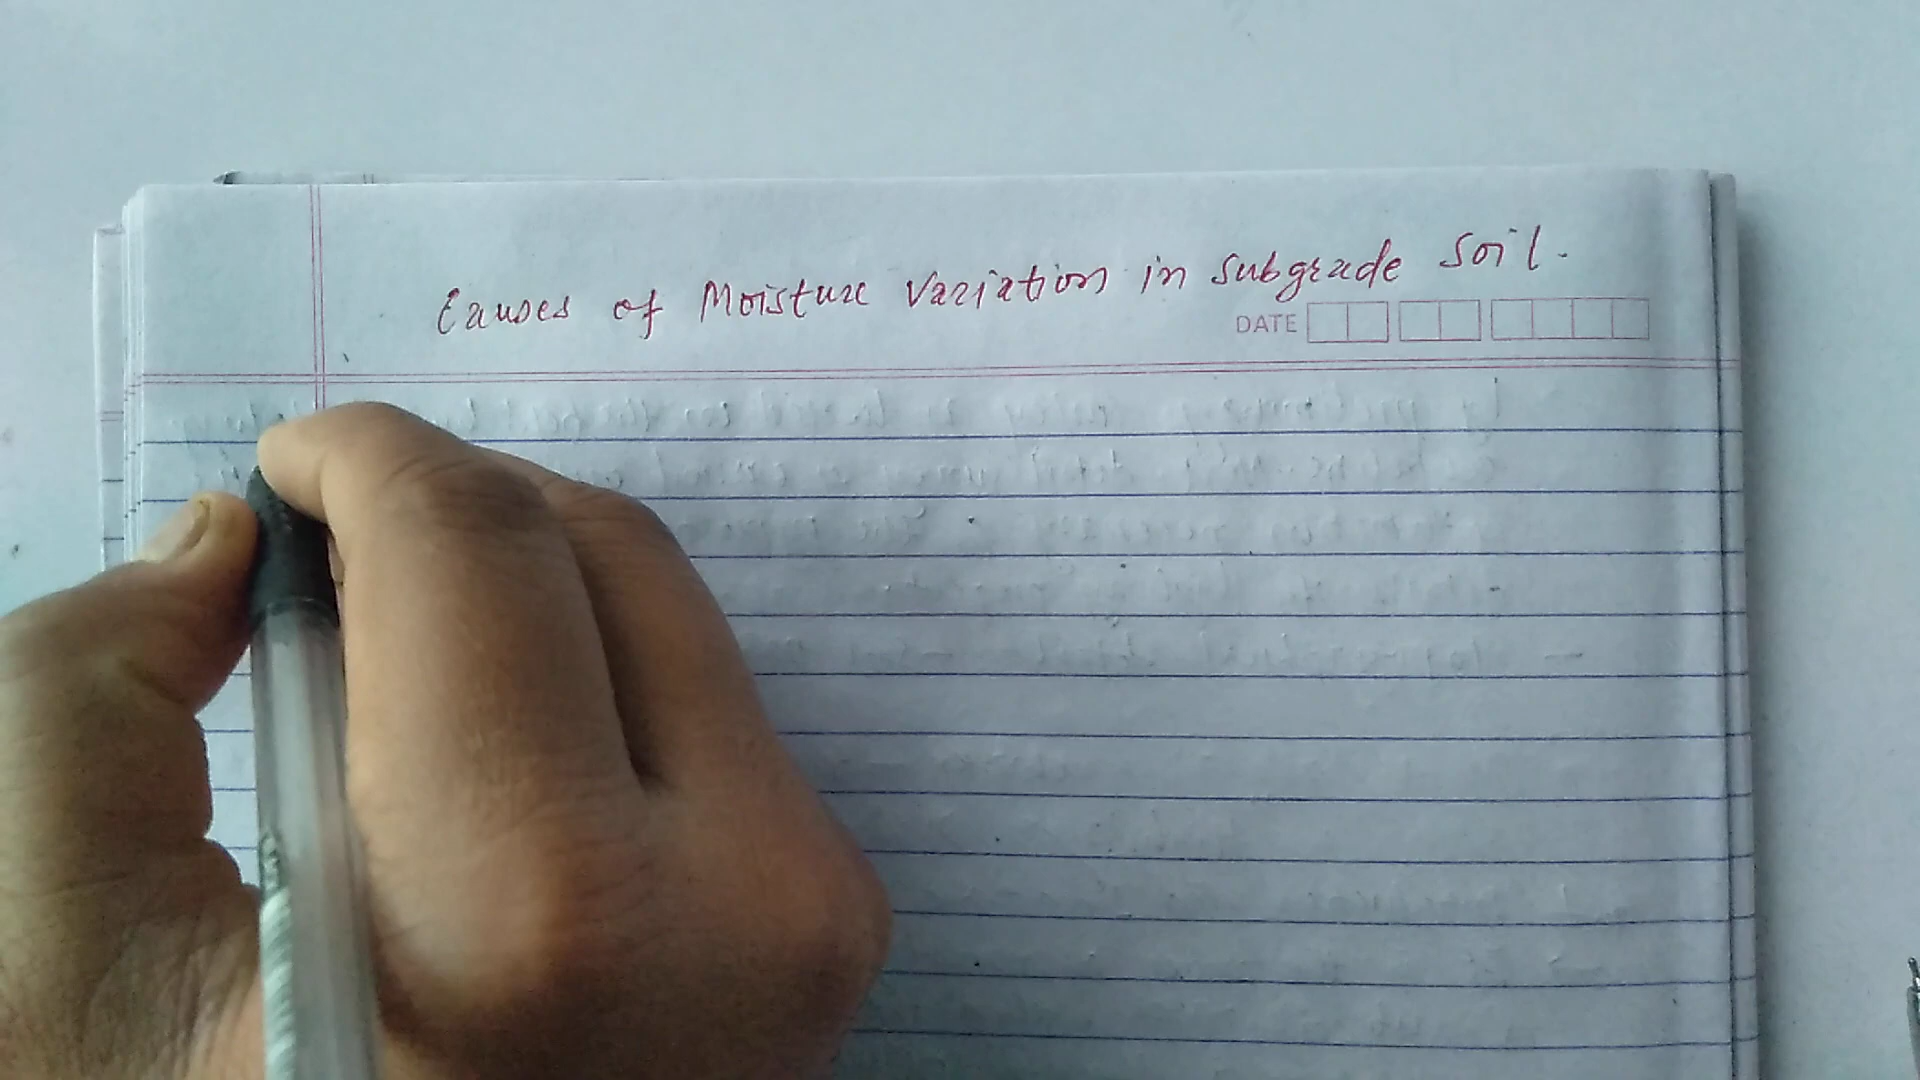 Causes of Moisture Variation in Subgrade Soil.
DATE